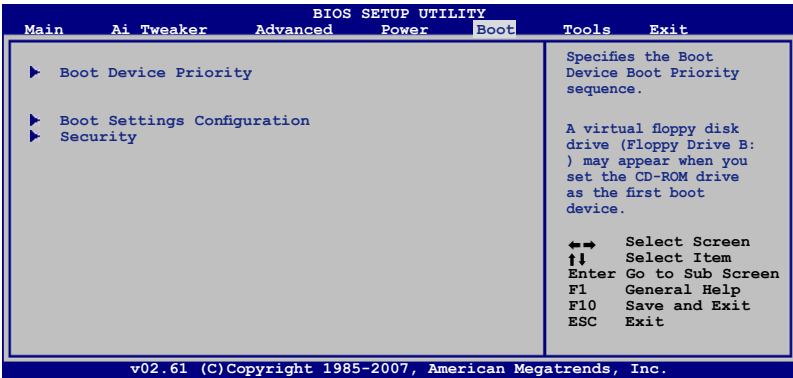 BIOS SETUP UTILITY
Main Ai Tweaker Advanced Power Boot Tools Exit
Boot Device Priority
Boot Settings Configuration
Security
Specifies the Boot
Device Boot Priority
sequence.
A virtual floppy disk
drive (Floppy Drive B:
) may appear when you
set the CD-ROM drive
as the first boot
device.
←→ Select Screen
↑↓ Select Item
Enter Go to Sub Screen
F1 General Help
F10 Save and Exit
ESC Exit
v02.61 (C)Copyright 1985-2007, American Megatrends, Inc.